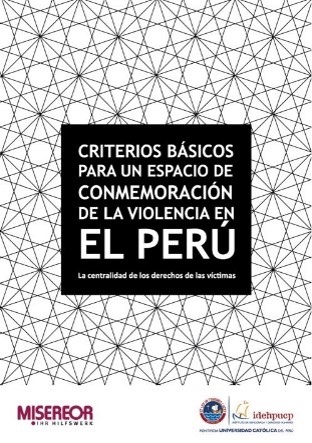 CRITERIOS BÁSICOS
PARA UN ESPACIO DE
CONMEMORACIÓN
DE LA VIOLENCIA EN
EL PERÚ
La centralidad de los derechos de las víctimas
MISEREOR
IHR HILFSWERK
idehpucp
PONTIFICIA UNIVERSIDAD CATÓLICA DEL PERÚ